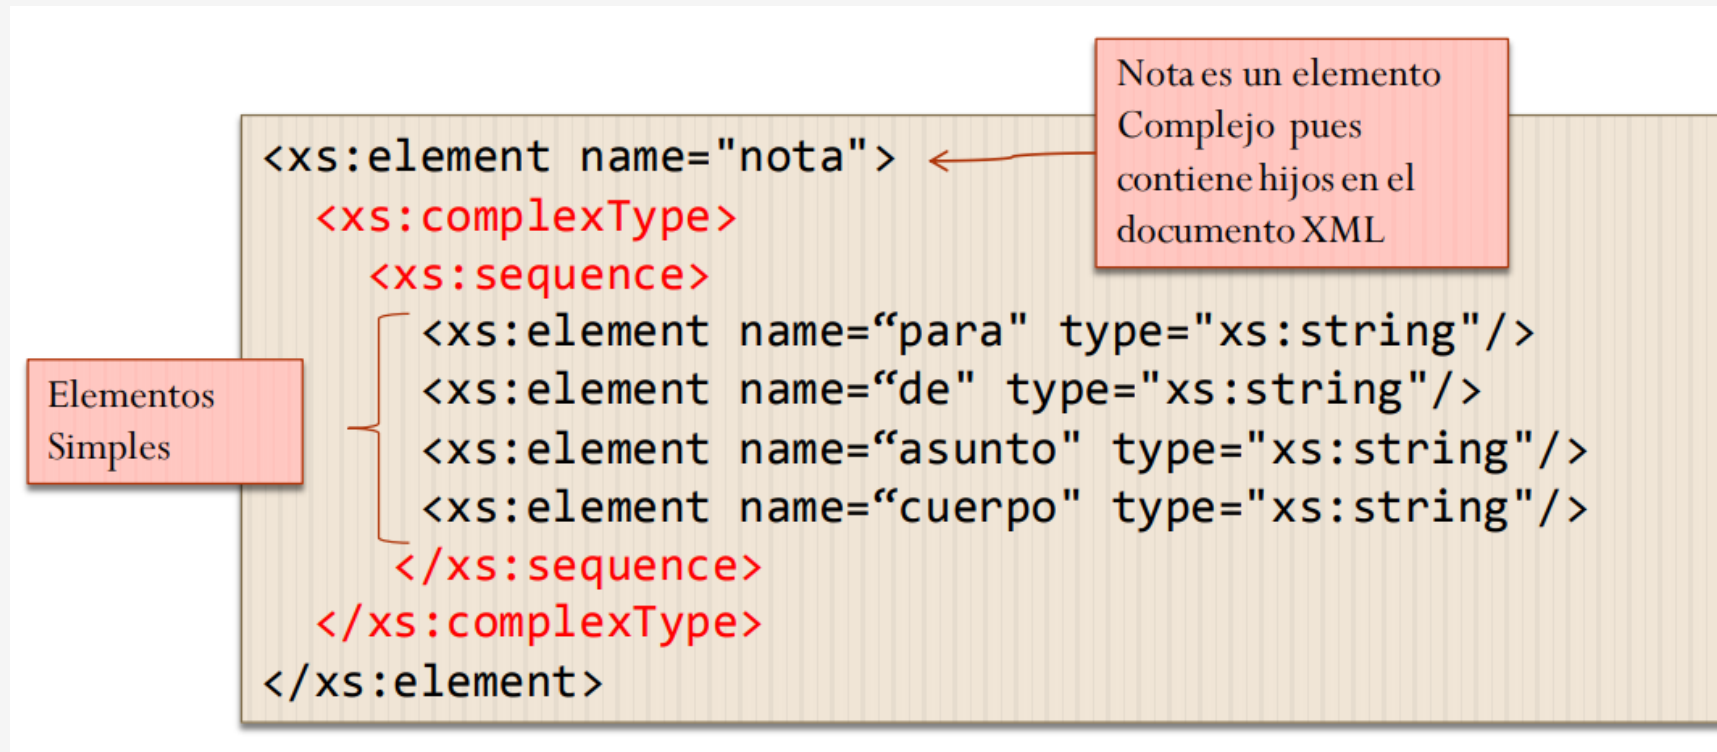 Nota es un elemento
Complejo pues
contiene hijos en el
documento XML
<xs:element name="nota">
<xs:complexType>
<xs:sequence>
<xs:element name=“para" type="xs:string"/>
<xs:element name=“de" type="xs:string"/>
<xs:element name=“asunto" type="xs:string"/>
<xs:element name=“cuerpo" type="xs:string"/>
</xs:sequence>
</xs:complexType>
</xs:element>
Elementos
Simples